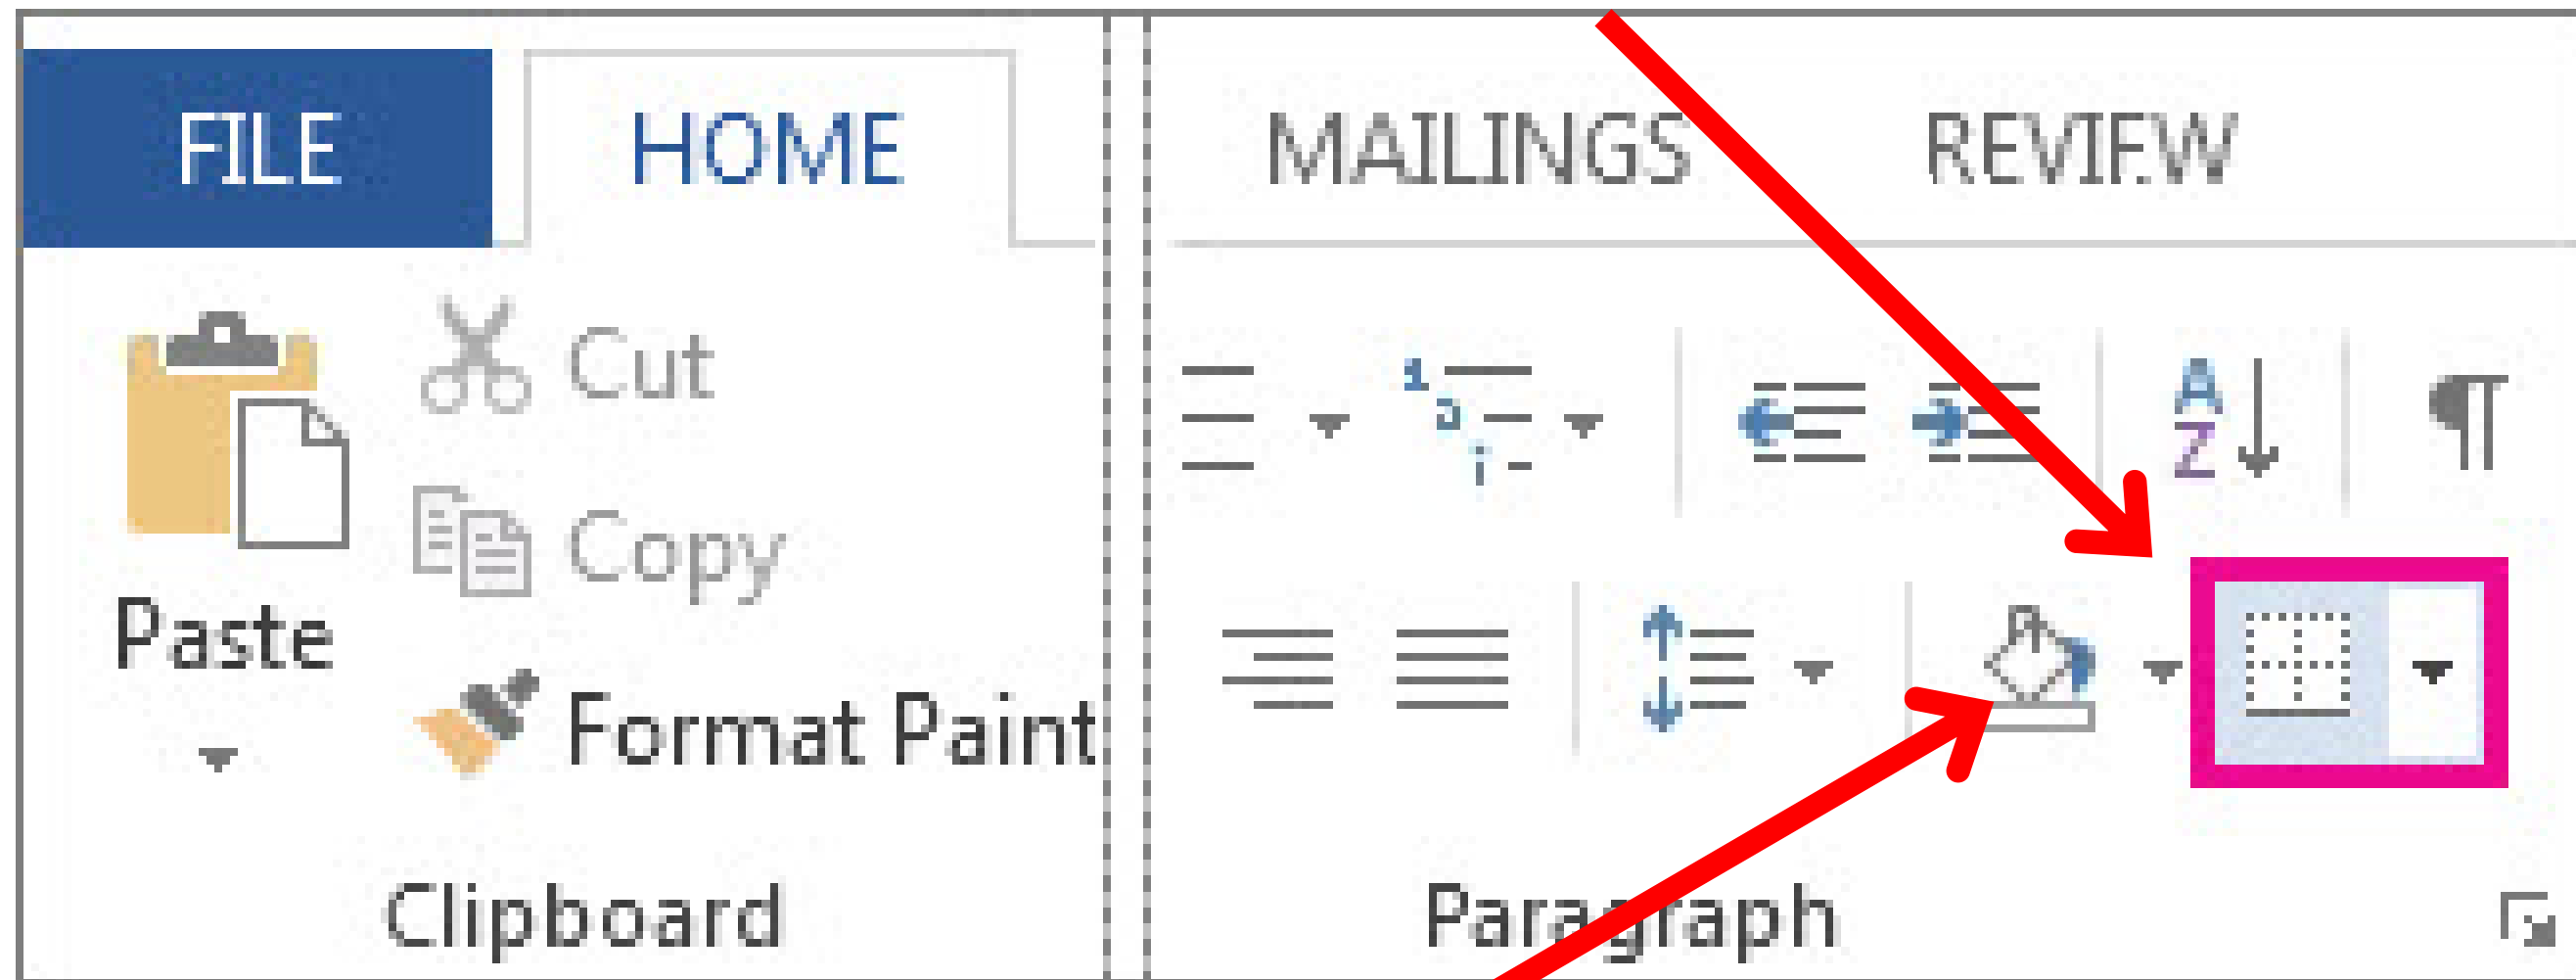 FILE HOME MAILINGS REVIEW
Cut
Copy
Paste
Format Paint
Clipboard Paragraph